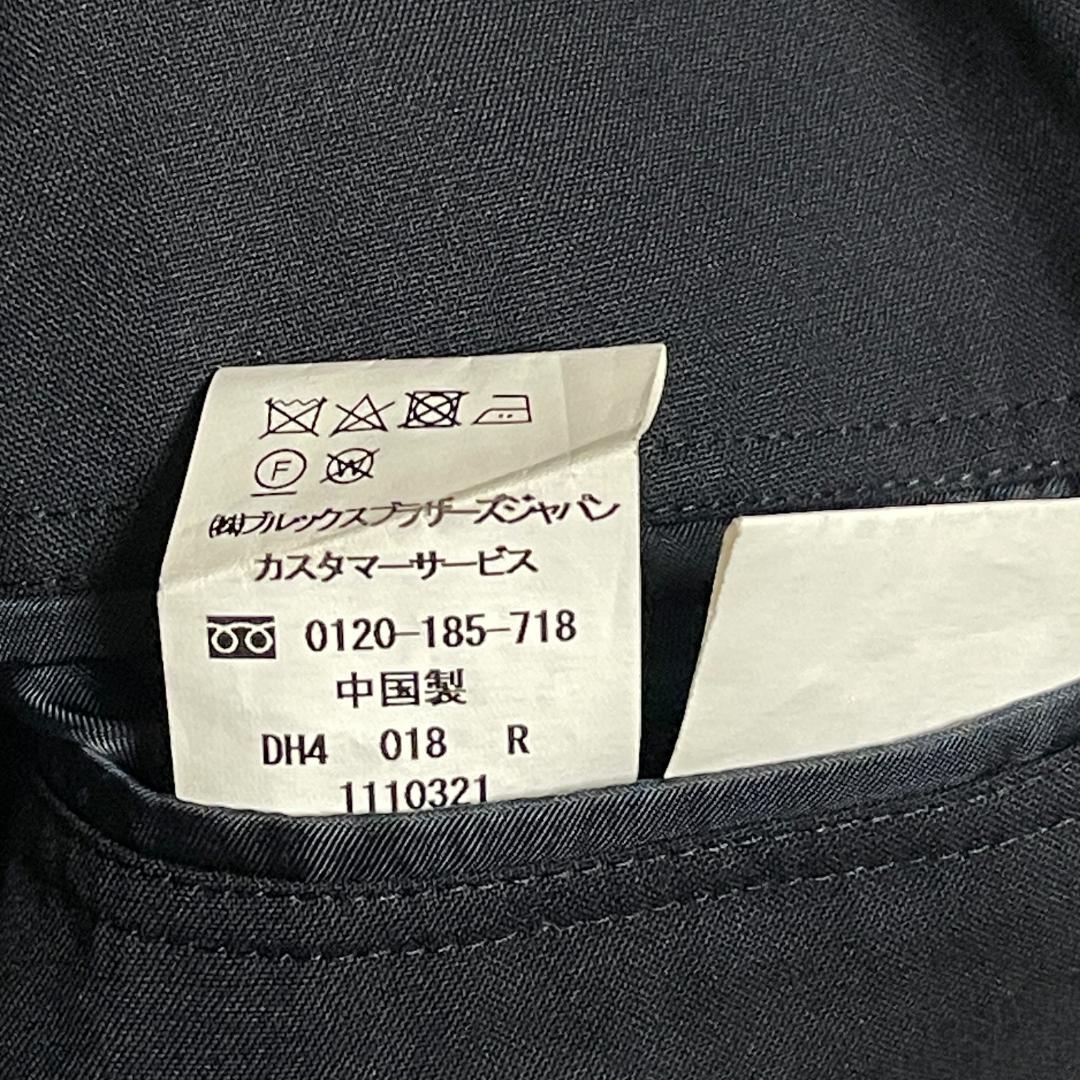 F W
(株)ブルックスブラザーズジャパン
カスタマーサービス
0120-185-718
中国製
DH4 018 R
1110321